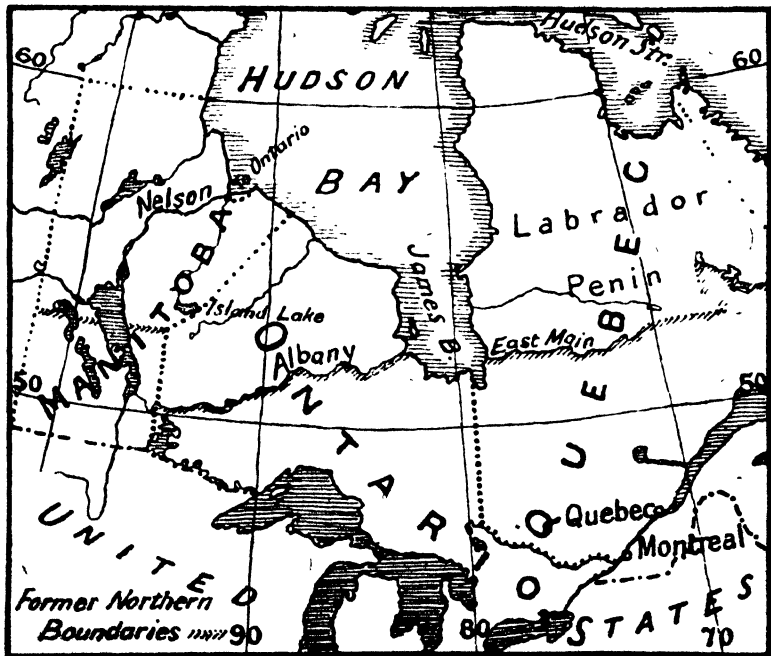 Hudson Str.
60
60
HUDSON
BAY
Ontario
Nelson
MANITOBA
Labrador
Penin
James B
Island Lake
Albany
East Main
50
50
ONTARIO
QUEBEC
Quebec
Montreal
UNITED
STATES
Former Northern
Boundaries
90
80
70